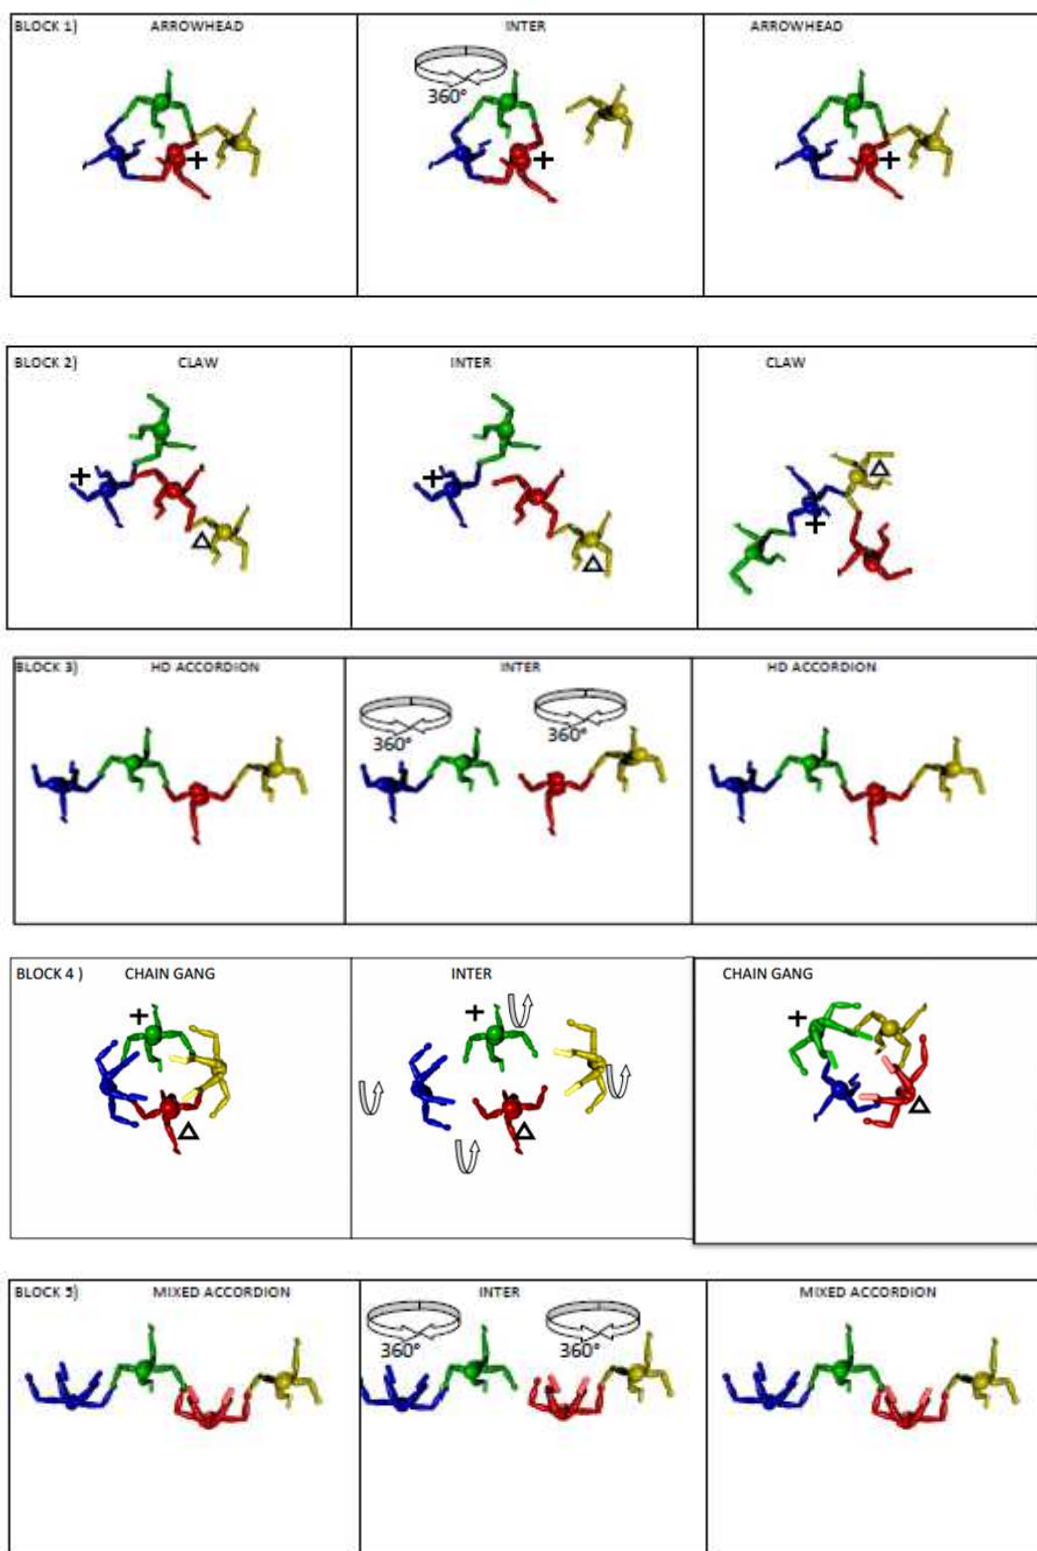 BLOCK 1) ARROWHEAD INTER ARROWHEAD
360°
BLOCK 2) CLAW INTER CLAW
BLOCK 3) HD ACCORDION INTER HD ACCORDION
360° 360°
BLOCK 4 ) CHAIN GANG INTER CHAIN GANG
BLOCK 5) MIXED ACCORDION INTER MIXED ACCORDION
360° 360°